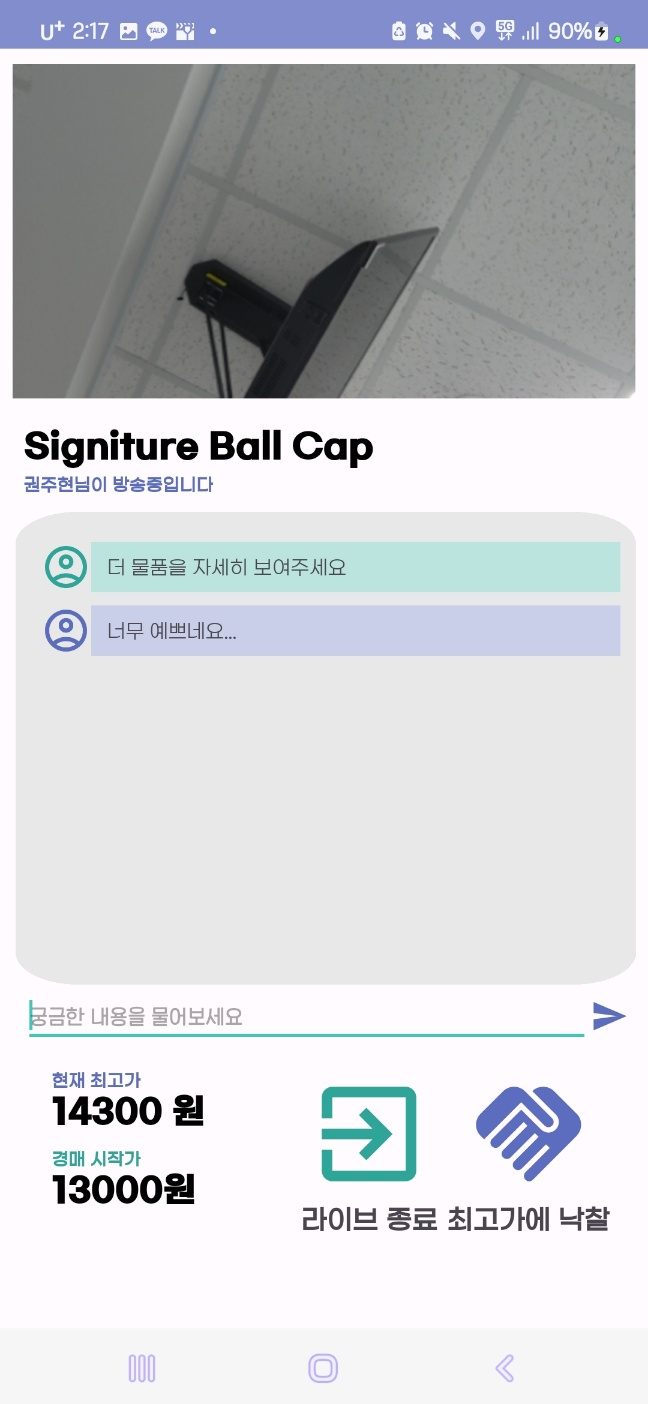 U+ 2:17 TALK 5G 90%
Signiture Ball Cap
권주현님이 방송중입니다
더 물품을 자세히 보여주세요
너무 예쁘네요...
궁금한 내용을 물어보세요
현재 최고가
14300 원
경매 시작가
13000원
라이브 종료 최고가에 낙찰